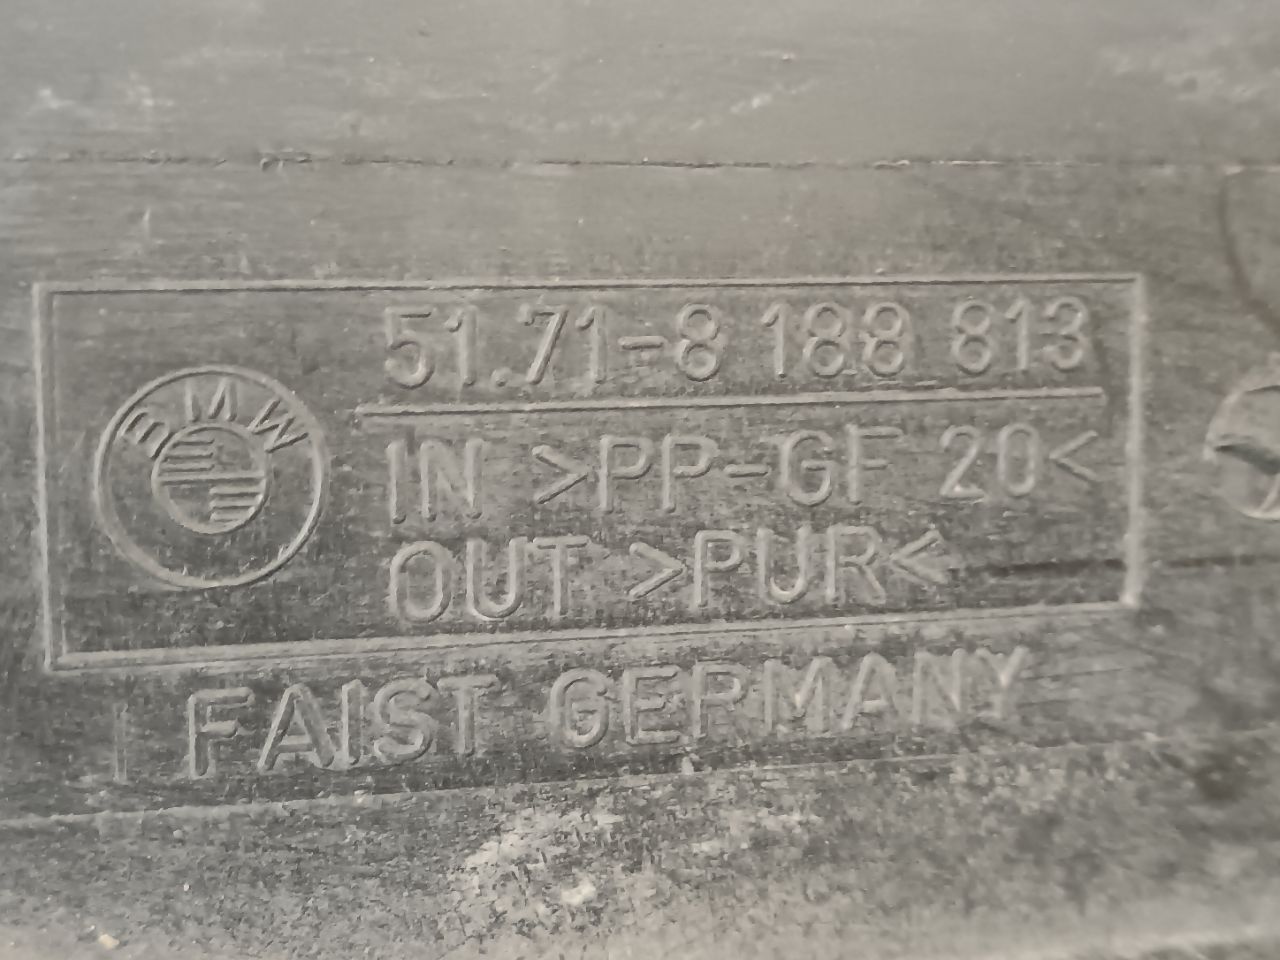 BMW
51.71-8 188 813
IN >PP-GF 20<
OUT >PUR<
FAIST GERMANY